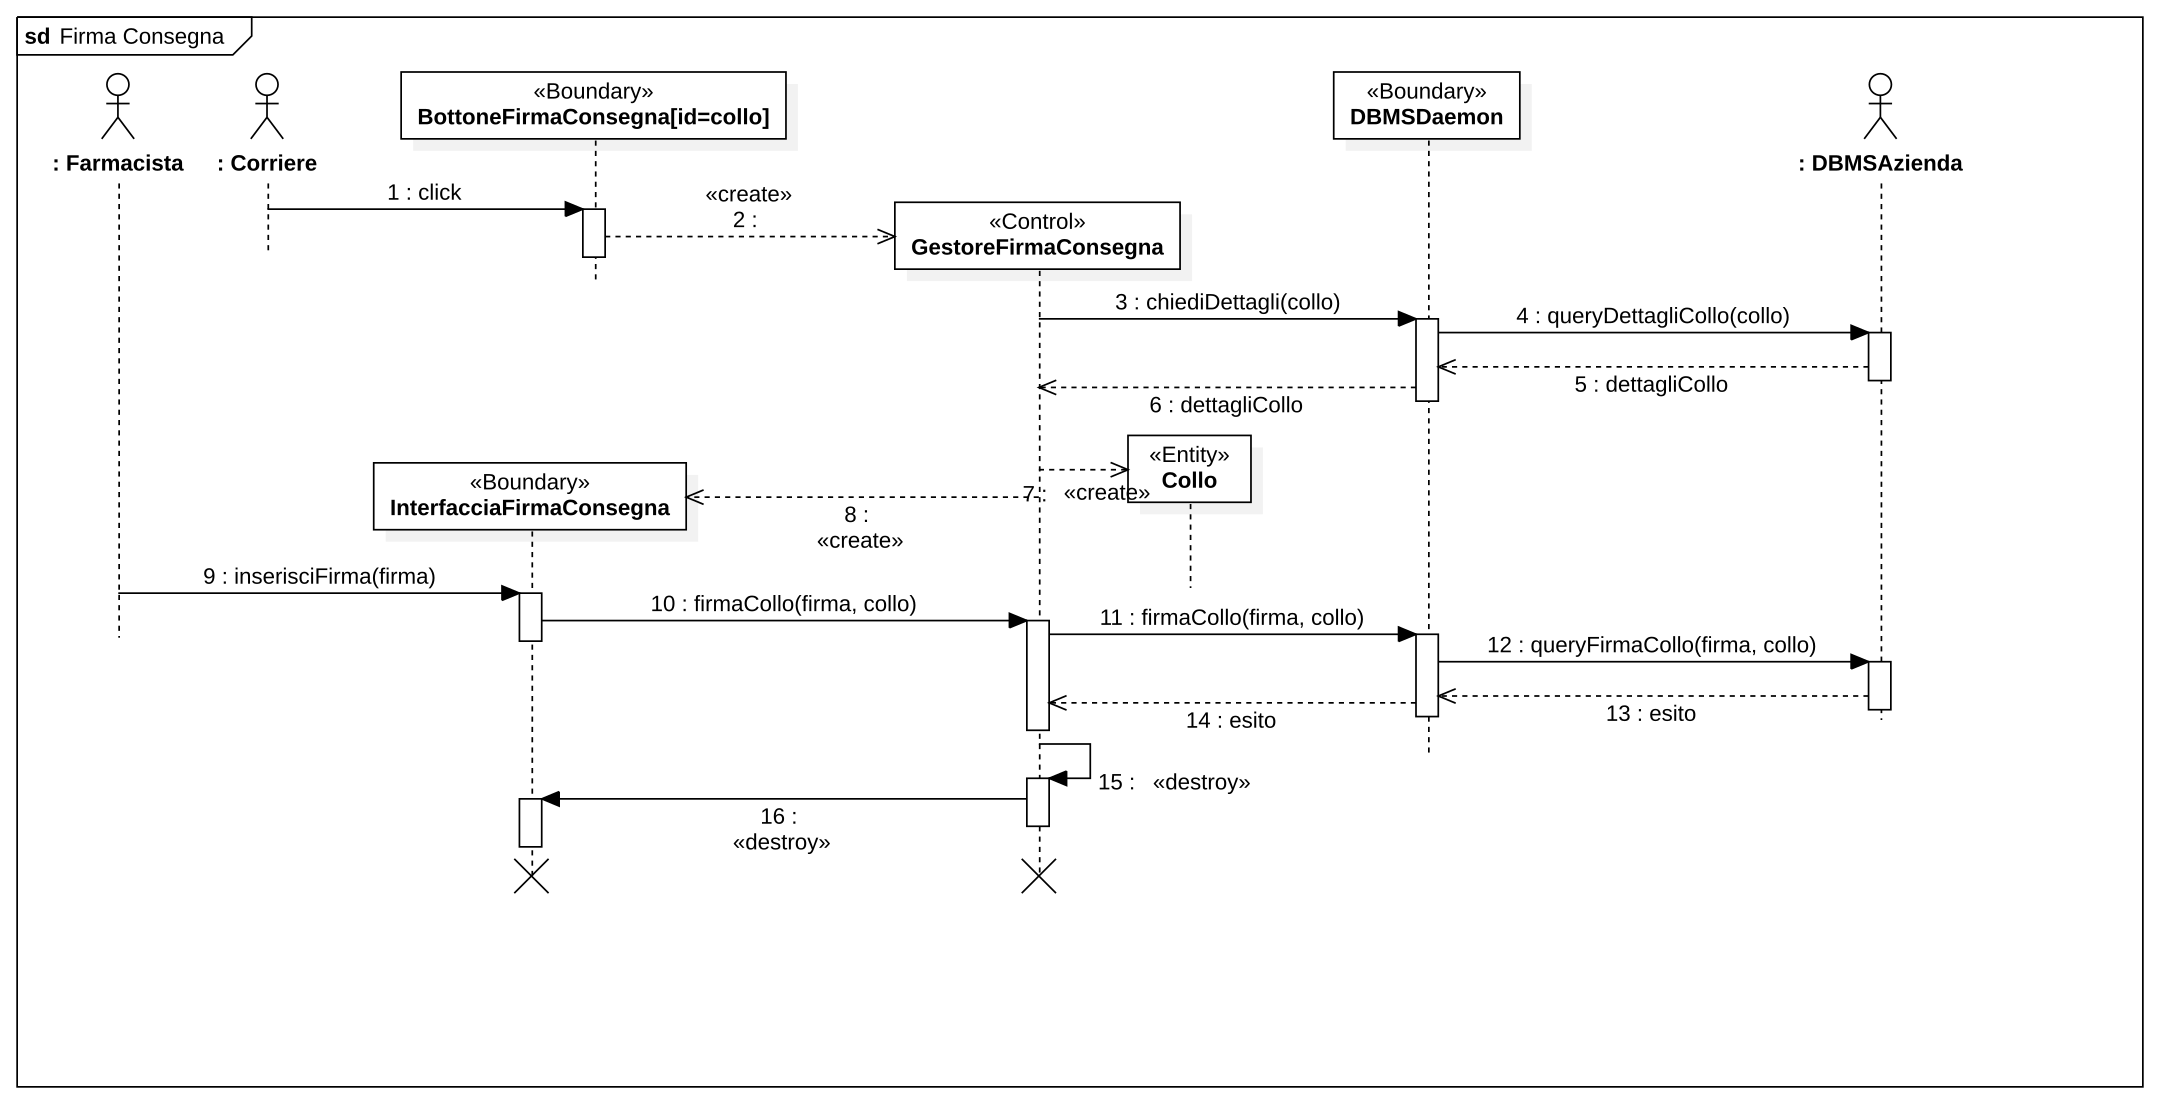 sd Firma Consegna
: Farmacista
: Corriere
«Boundary»
BottoneFirmaConsegna[id=collo]
«Boundary»
DBMSDaemon
: DBMSAzienda
1 : click
«create»
2 :
«Control»
GestoreFirmaConsegna
3 : chiediDettagli(collo)
4 : queryDettagliCollo(collo)
5 : dettagliCollo
6 : dettagliCollo
«Entity»
Collo
7 : «create»
«Boundary»
InterfacciaFirmaConsegna
8 :
«create»
9 : inserisciFirma(firma)
10 : firmaCollo(firma, collo)
11 : firmaCollo(firma, collo)
12 : queryFirmaCollo(firma, collo)
13 : esito
14 : esito
15 : «destroy»
16 :
«destroy»